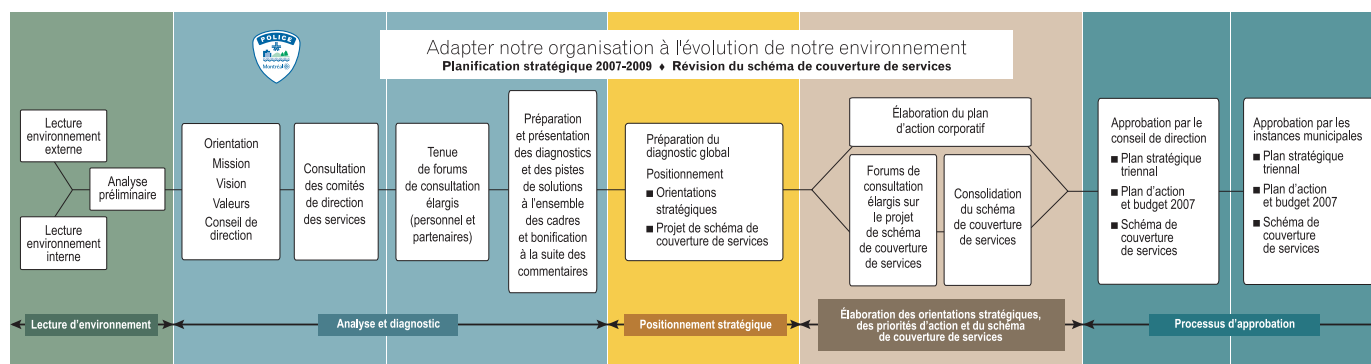 POLICE
Montréal
Adapter notre organisation à l'évolution de notre environnement
Planification stratégique 2007-2009 ♦ Révision du schéma de couverture de services
Lecture
environnement
externe
Analyse
préliminaire
Lecture
environnement
interne
Orientation
Mission
Vision
Valeurs
Conseil de
direction
Consultation
des comités
de direction
des services
Tenue
de forums
de consultation
élargis
(personnel et
partenaires)
Préparation
et présentation
des diagnostics
et des pistes
de solutions
à l'ensemble
des cadres
et bonification
à la suite des
commentaires
Préparation du
diagnostic global
Positionnement
■ Orientations
stratégiques
■ Projet de schéma de
couverture de services
Élaboration du plan
d'action corporatif
Forums de
consultation
élargis sur
le projet
de schéma
de couverture
de services
Consolidation
du schéma
de couverture
de services
Approbation par le
conseil de direction
■ Plan stratégique
triennal
■ Plan d'action
et budget 2007
■ Schéma de
couverture
de services
Approbation par les
instances municipales
■ Plan stratégique
triennal
■ Plan d'action
et budget 2007
■ Schéma de
couverture
de services
Lecture d'environnement
Analyse et diagnostic
Positionnement stratégique
Élaboration des orientations stratégiques,
des priorités d'action et du schéma
de couverture de services
Processus d'approbation